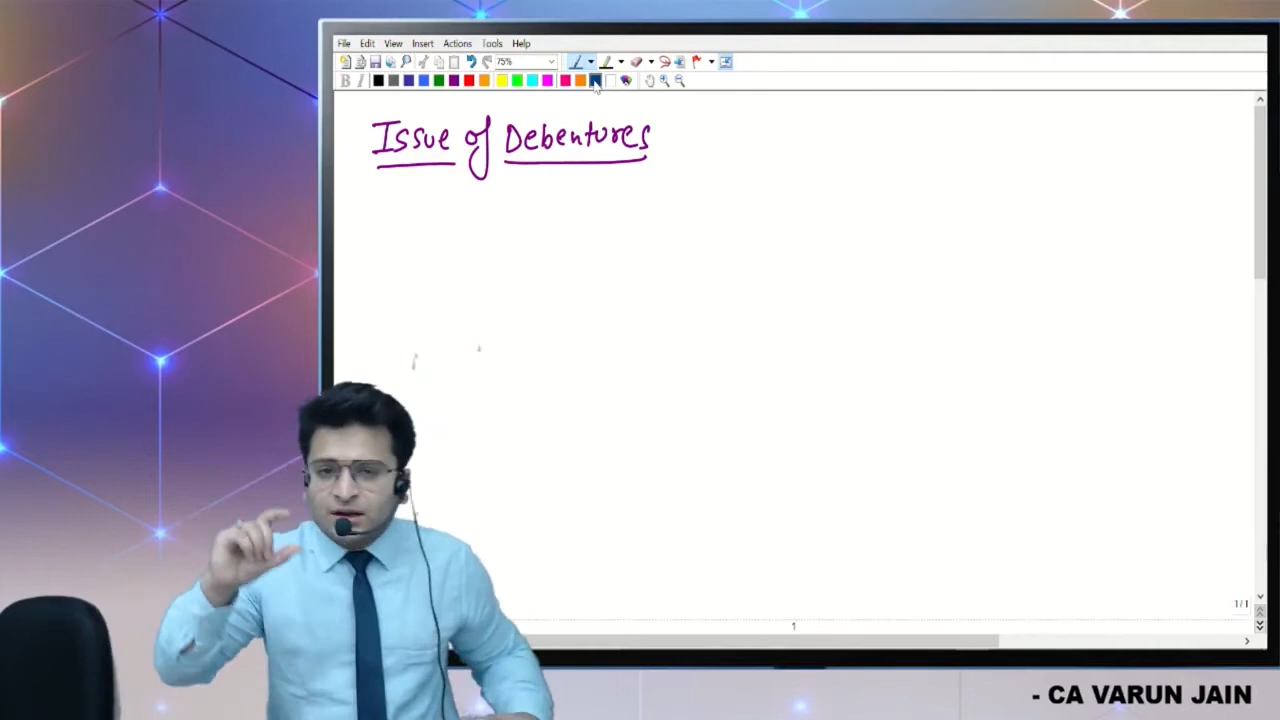 File Edit View Insert Actions Tools Help
75%
B I
Issue of Debentures
1/1
1
- CA VARUN JAIN